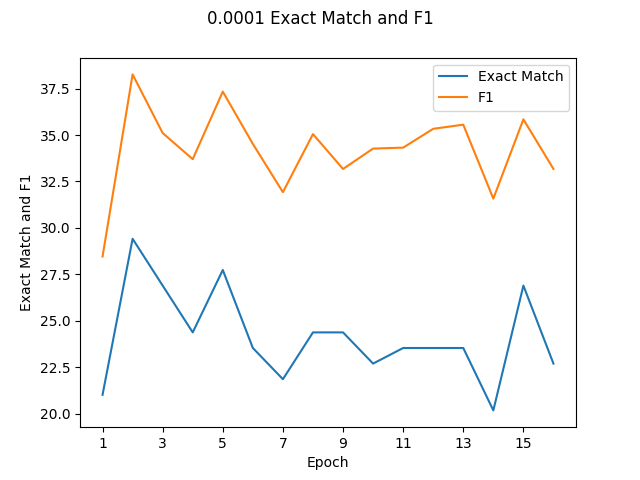 0.0001 Exact Match and F1
Exact Match
F1
Exact Match and F1
37.5
35.0
32.5
30.0
27.5
25.0
22.5
20.0
1 3 5 7 9 11 13 15
Epoch